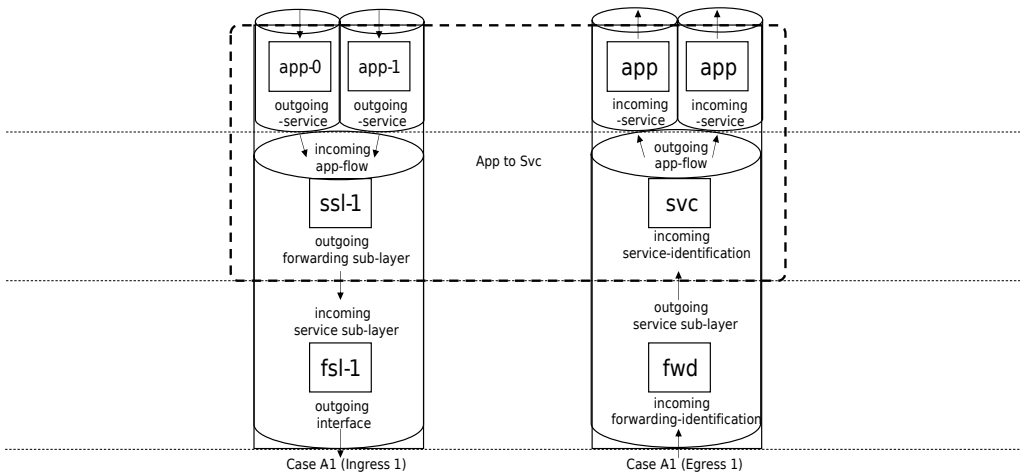 app-0
app-1
app
app
outgoing
-service
outgoing
-service
incoming
-service
incoming
-service
incoming
app-flow
App to Svc
outgoing
app-flow
ssl-1
svc
outgoing
forwarding sub-layer
incoming
service-identification
incoming
service sub-layer
outgoing
service sub-layer
fsl-1
fwd
outgoing
interface
incoming
forwarding-identification
Case A1 (Ingress 1)
Case A1 (Egress 1)